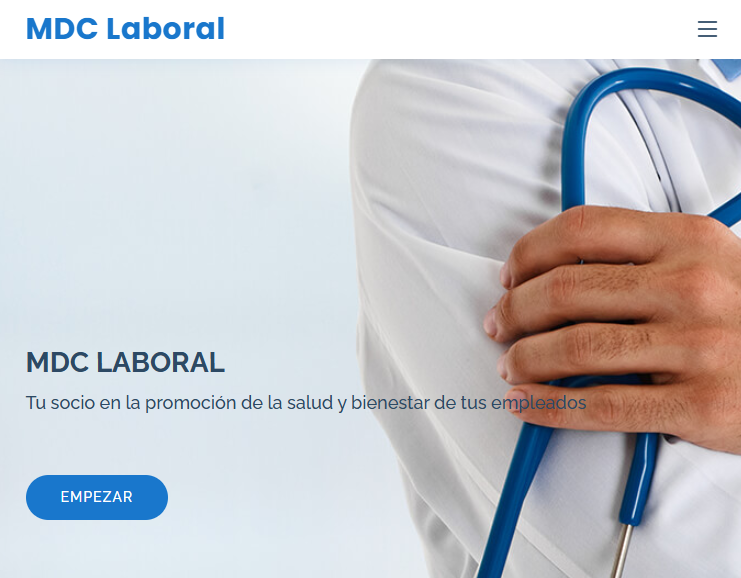 MDC Laboral
MDC LABORAL
Tu socio en la promoción de la salud y bienestar de tus empleados
EMPEZAR